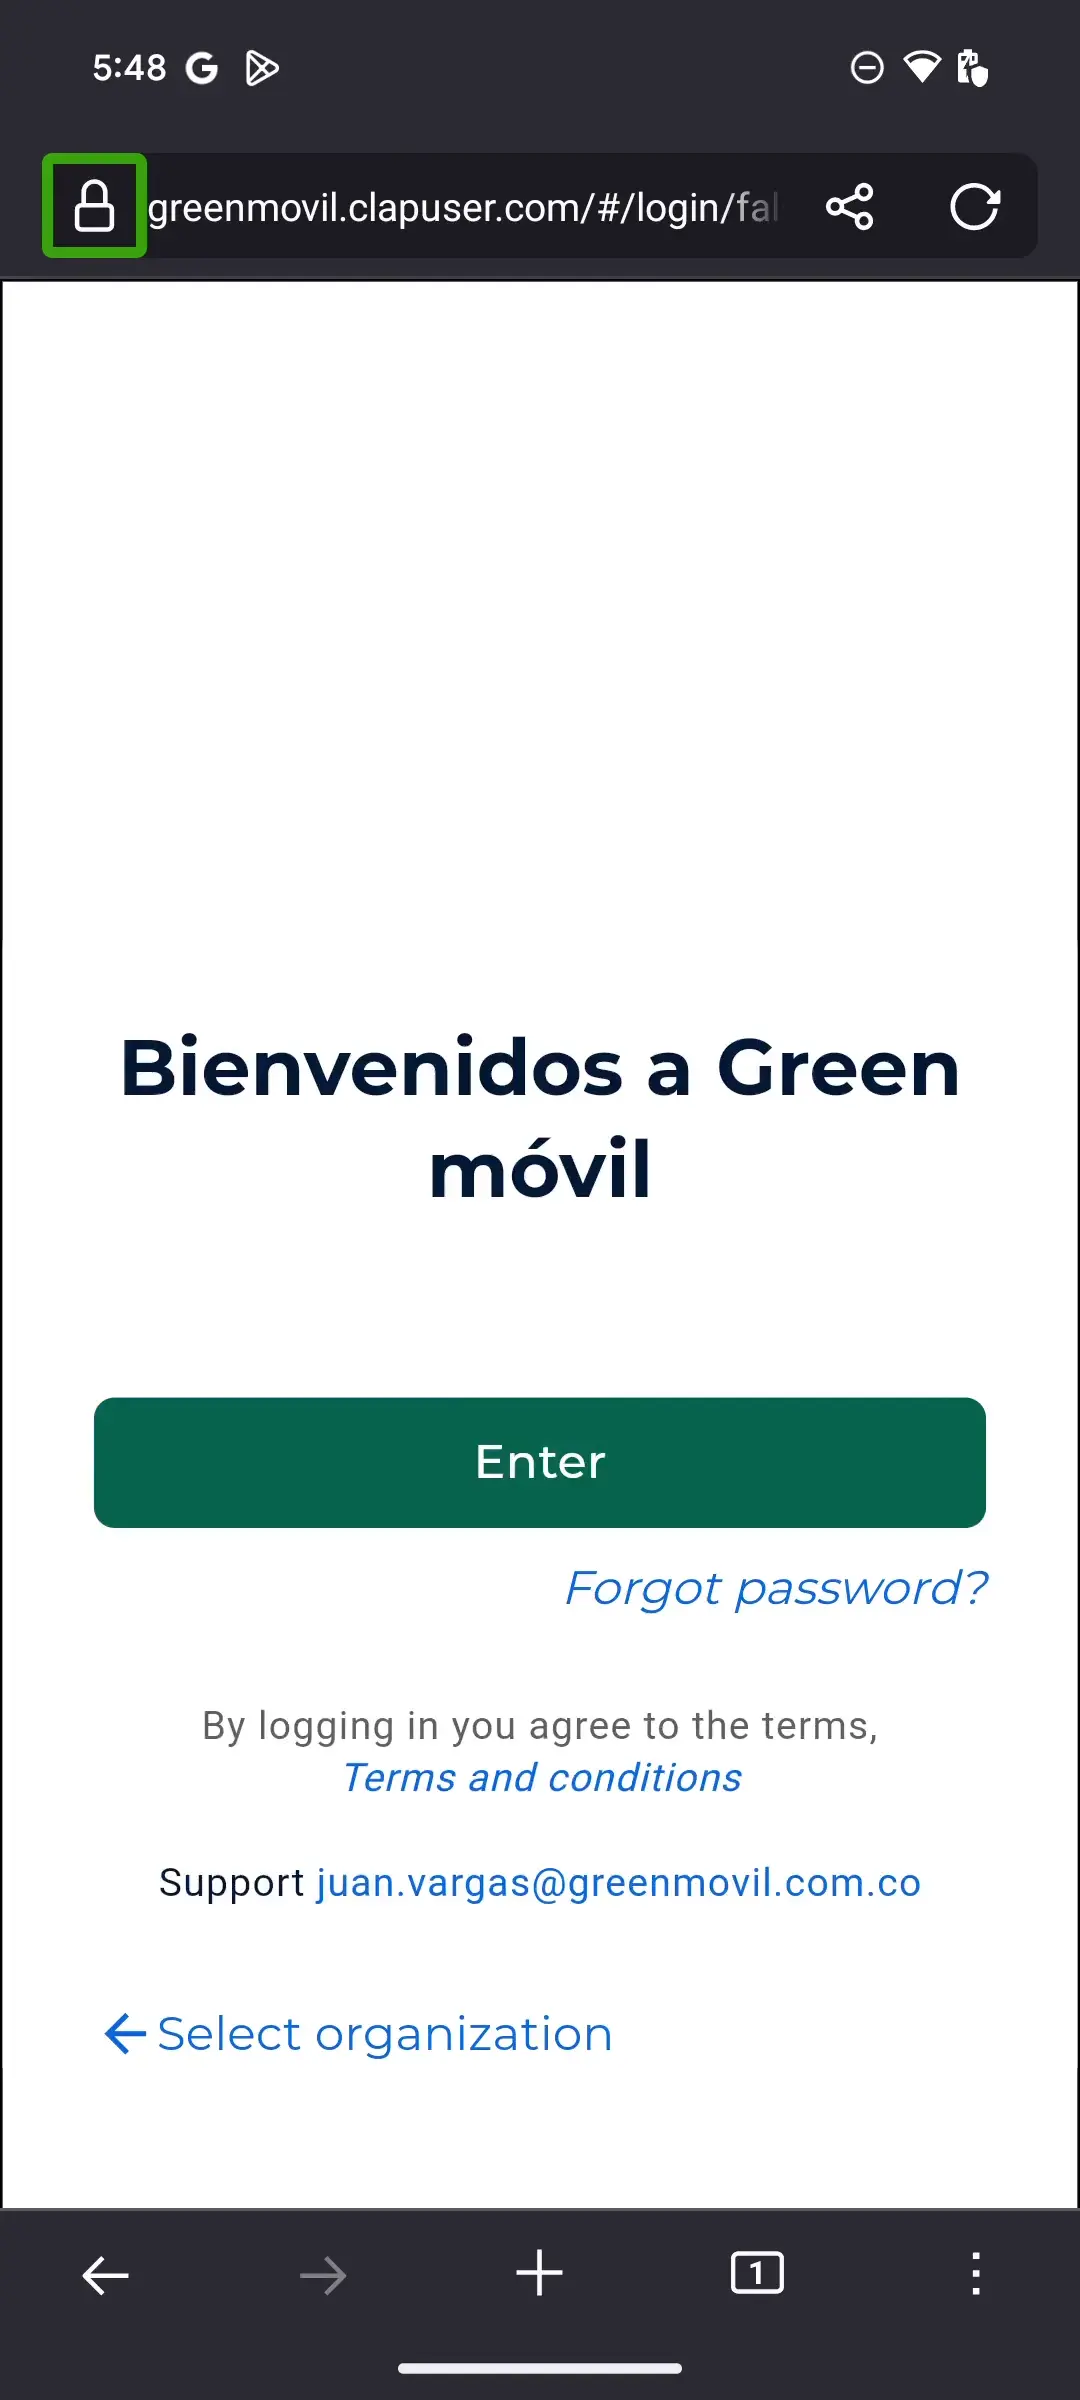 5:48
greenmovil.clapuser.com/#/login/fal
Bienvenidos a Green
móvil
Enter
Forgot password?
By logging in you agree to the terms,
Terms and conditions
Support juan.vargas@greenmovil.com.co
Select organization
1